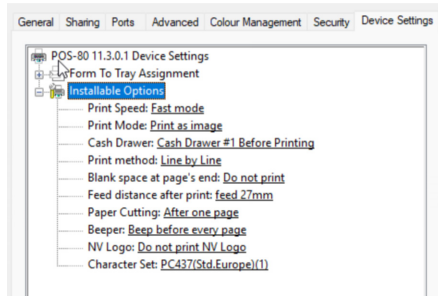 General Sharing Ports Advanced Colour Management Security Device Settings
POS-80 11.3.0.1 Device Settings
Form To Tray Assignment
Installable Options
Print Speed: Fast mode
Print Mode: Print as image
Cash Drawer: Cash Drawer #1 Before Printing
Print method: Line by Line
Blank space at page's end: Do not print
Feed distance after print: feed 27mm
Paper Cutting: After one page
Beeper: Beep before every page
NV Logo: Do not print NV Logo
Character Set: PC437(Std.Europe)(1)